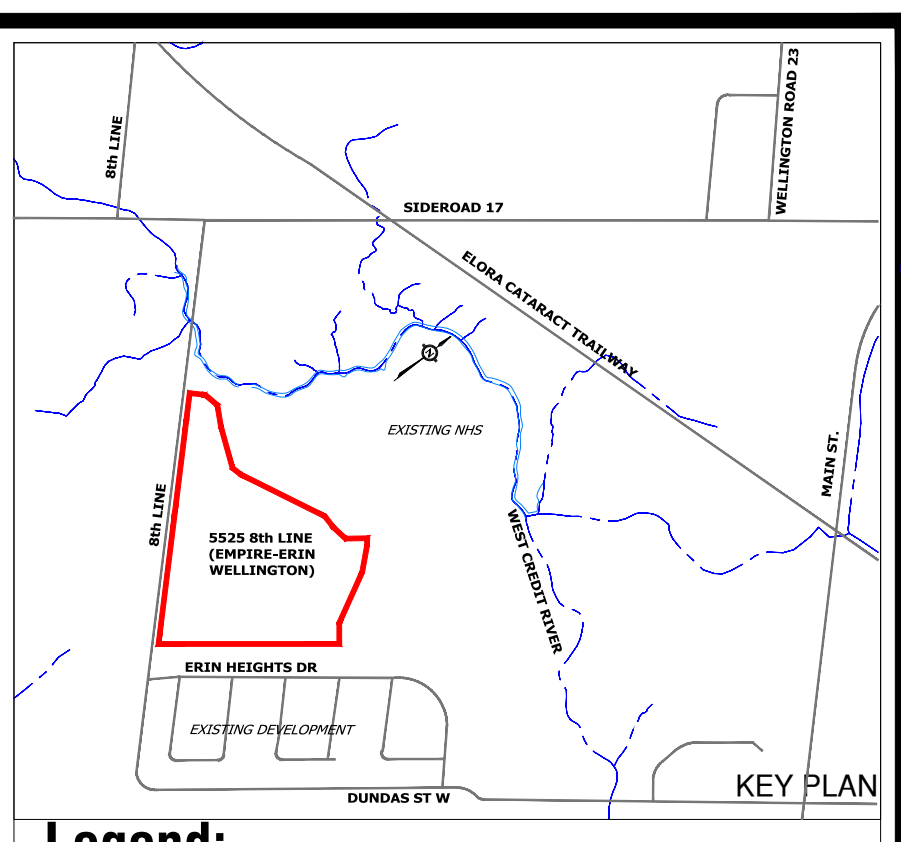 WELLINGTON ROAD 23
8th LINE
SIDEROAD 17
ELORA CATARACT TRAILWAY
N
EXISTING NHS
MAIN ST.
8th LINE
5525 8th LINE
(EMPIRE-ERIN
WELLINGTON)
WEST CREDIT RIVER
ERIN HEIGHTS DR
EXISTING DEVELOPMENT
KEY PLAN
DUNDAS ST W
Legend: